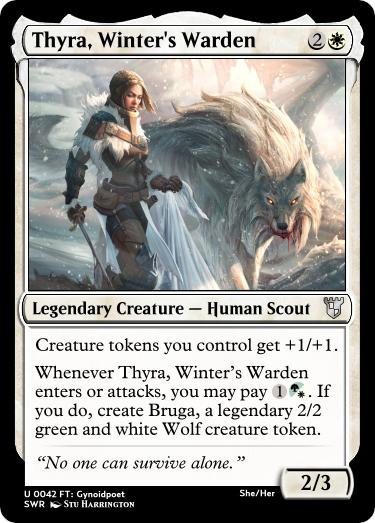 Thyra, Winter's Warden 2
Legendary Creature — Human Scout
Creature tokens you control get +1/+1.
Whenever Thyra, Winter's Warden
enters or attacks, you may pay 1 . If
you do, create Bruga, a legendary 2/2
green and white Wolf creature token.
“No one can survive alone.”
2/3
U 0042 FT: Gynoidpoet She/Her
SWR Stu Harrington